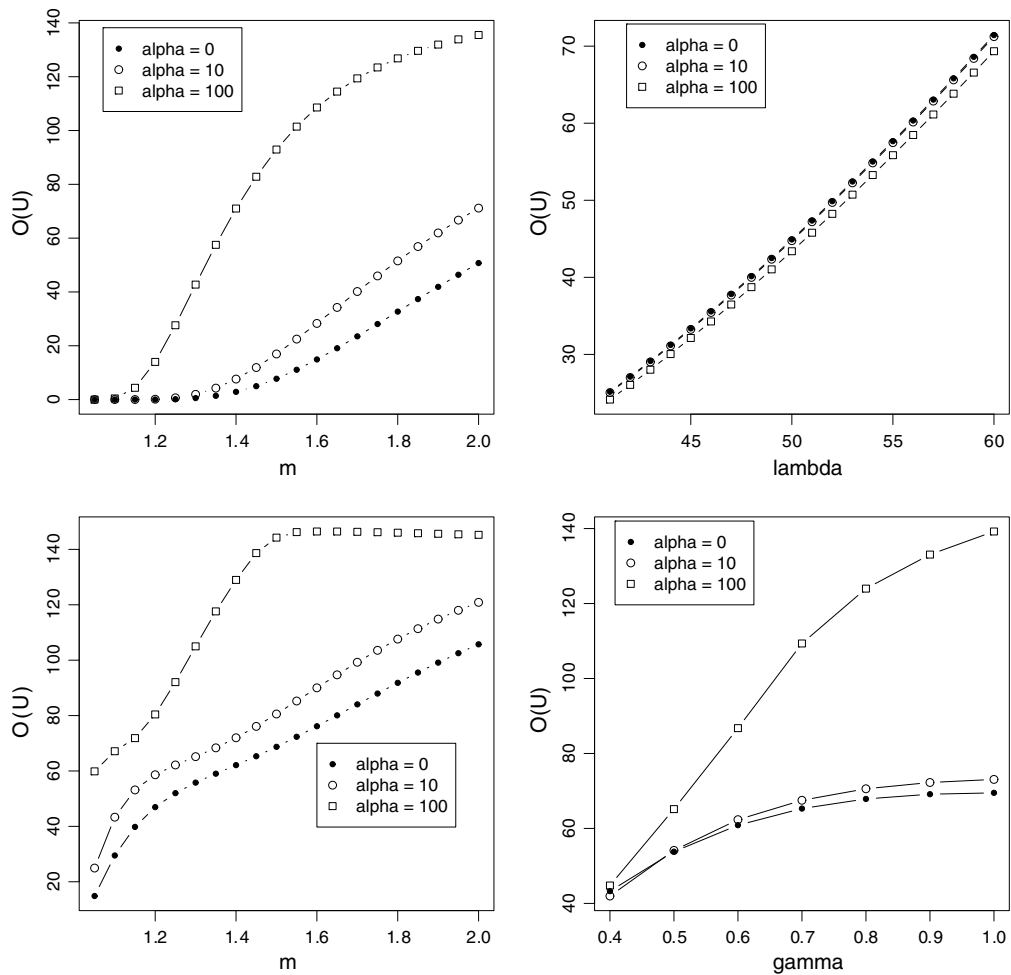 O(U)
140
120
100
80
60
40
20
0
alpha = 0
alpha = 10
alpha = 100
1.2 1.4 1.6 1.8 2.0
m
O(U)
70
60
50
40
30
alpha = 0
alpha = 10
alpha = 100
45 50 55 60
lambda
O(U)
140
120
100
80
60
40
20
alpha = 0
alpha = 10
alpha = 100
1.2 1.4 1.6 1.8 2.0
m
O(U)
140
120
100
80
60
40
alpha = 0
alpha = 10
alpha = 100
0.4 0.5 0.6 0.7 0.8 0.9 1.0
gamma